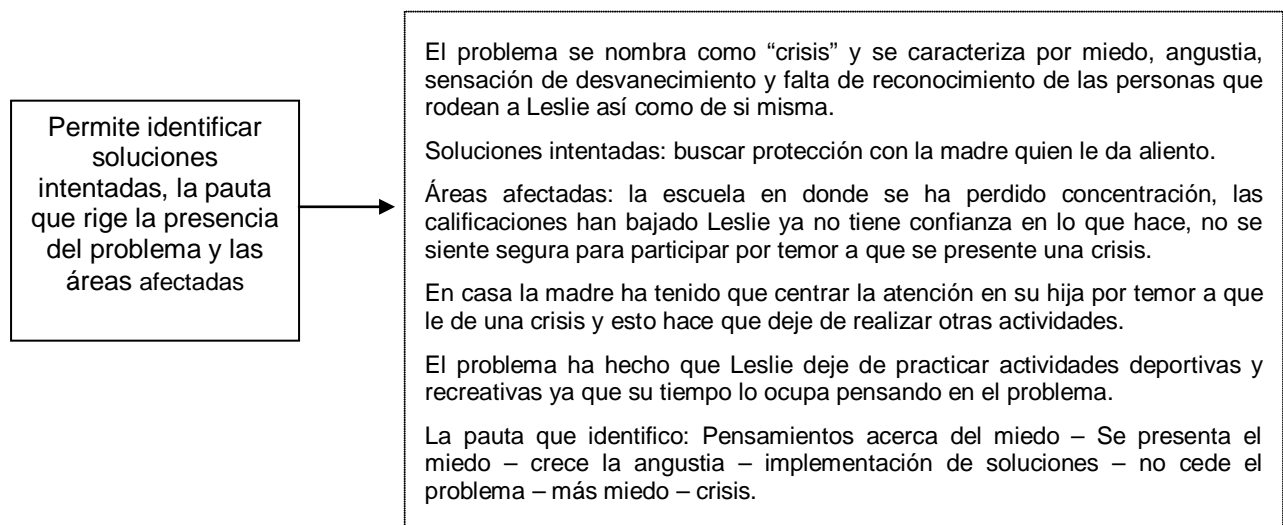 Permite identificar
soluciones
intentadas, la pauta
que rige la presencia
del problema y las
áreas afectadas
El problema se nombra como “crisis” y se caracteriza por miedo, angustia,
sensación de desvanecimiento y falta de reconocimiento de las personas que
rodean a Leslie así como de si misma.
Soluciones intentadas: buscar protección con la madre quien le da aliento.
Áreas afectadas: la escuela en donde se ha perdido concentración, las
calificaciones han bajado Leslie ya no tiene confianza en lo que hace, no se
siente segura para participar por temor a que se presente una crisis.
En casa la madre ha tenido que centrar la atención en su hija por temor a que
le de una crisis y esto hace que deje de realizar otras actividades.
El problema ha hecho que Leslie deje de practicar actividades deportivas y
recreativas ya que su tiempo lo ocupa pensando en el problema.
La pauta que identifico: Pensamientos acerca del miedo – Se presenta el
miedo – crece la angustia – implementación de soluciones – no cede el
problema – más miedo – crisis.